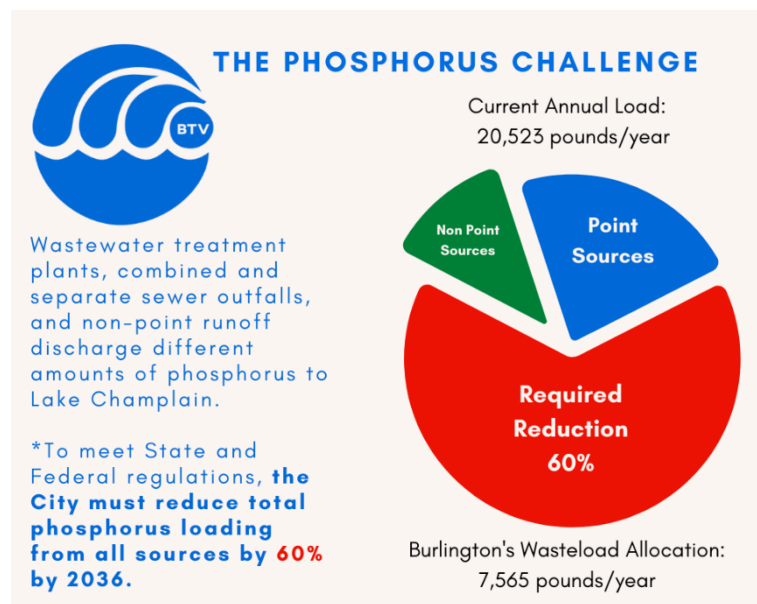 THE PHOSPHORUS CHALLENGE
BTV
Current Annual Load:
20,523 pounds/year
Wastewater treatment
plants, combined and
separate sewer outfalls,
and non-point runoff
discharge different
amounts of phosphorus to
Lake Champlain.
*To meet State and
Federal regulations, the
City must reduce total
phosphorus loading
from all sources by 60%
by 2036.
Non Point
Sources
Point
Sources
Required
Reduction
60%
Burlington's Wasteload Allocation:
7,565 pounds/year